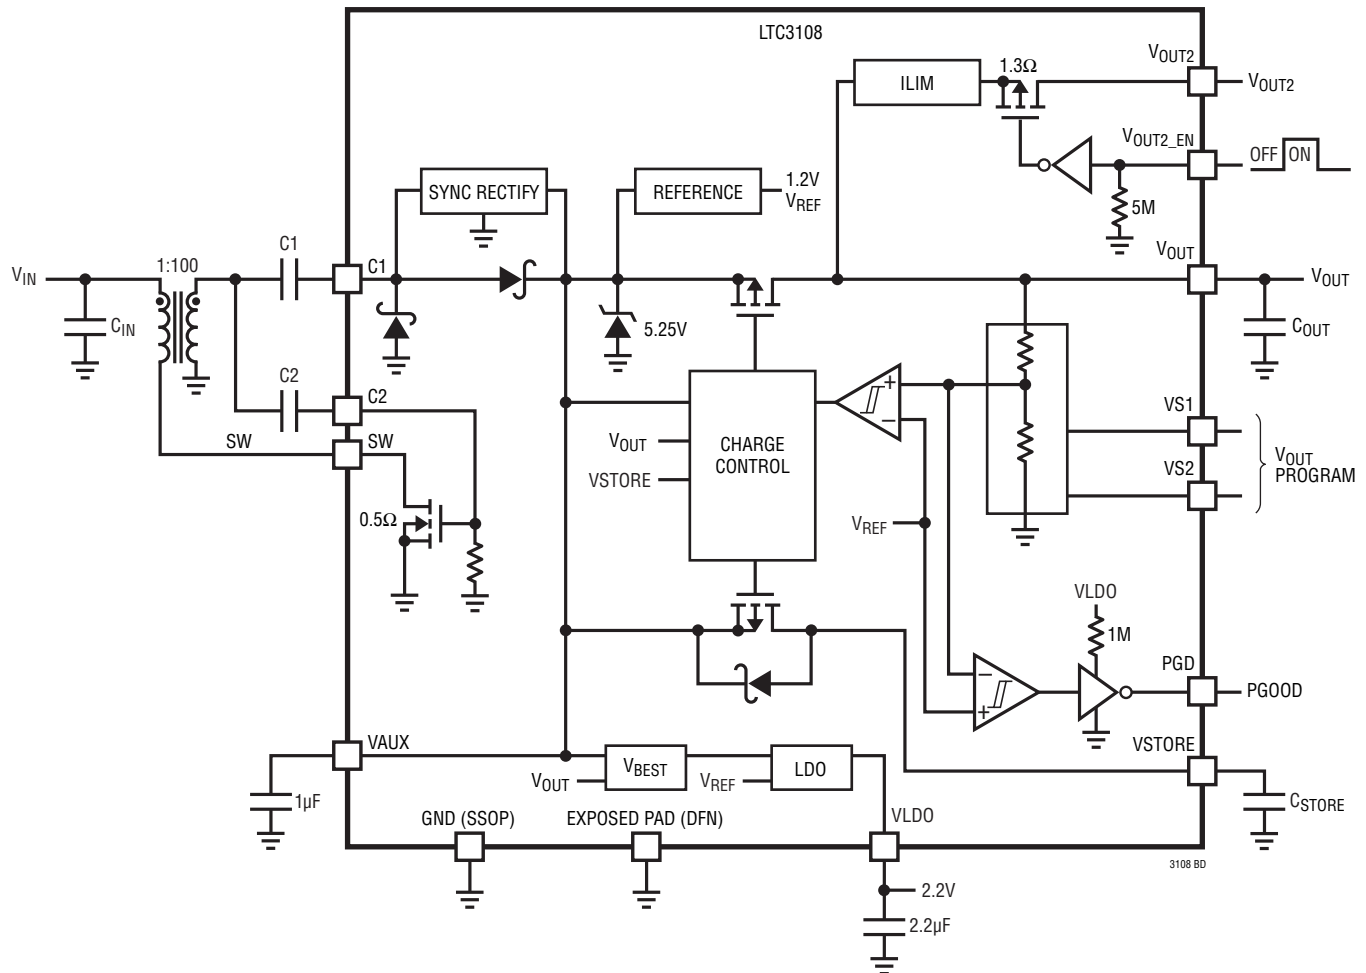 LTC3108
VOUT2
1.3Ω
ILIM
VOUT2
VOUT2_EN
OFF ON
SYNC RECTIFY
REFERENCE
1.2V
VREF
5M
VOUT
C1
1:100
C1
VIN
VOUT
CIN
5.25V
COUT
C2
C2
VS1
SW
SW
VOUT
CHARGE
CONTROL
VOUT
PROGRAM
VS2
VSTORE
0.5Ω
VREF
+
−
VLDO
1M
PGD
PGOOD
−
+
VAUX
VSTORE
VBEST
LDO
VOUT
VREF
1µF
CSTORE
GND (SSOP)
EXPOSED PAD (DFN)
VLDO
3108 BD
2.2V
2.2µF